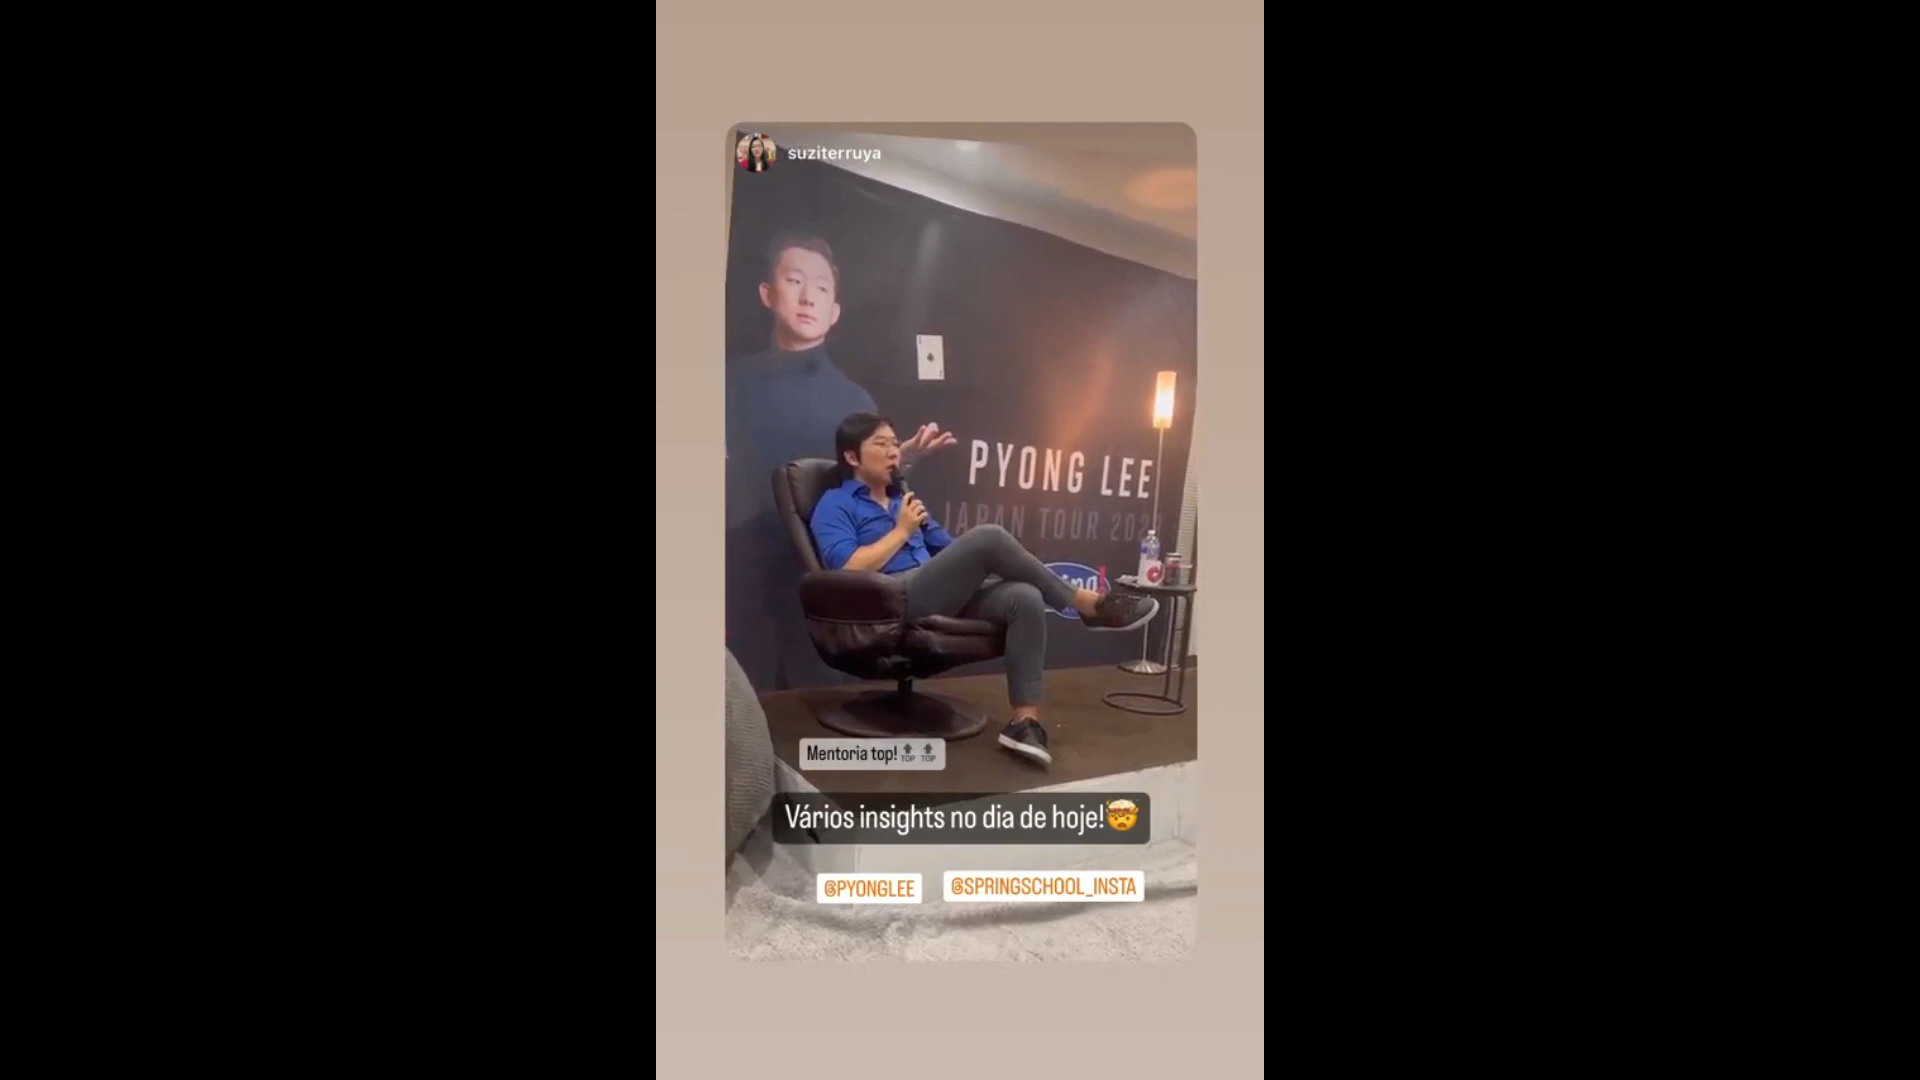 suziterruya
PYONG LEE
JAPAN TOUR
Mentoria top!🔝🔝
Vários insights no dia de hoje!🤯
@PYONGLEE
@SPRINGSCHOOL_INSTA